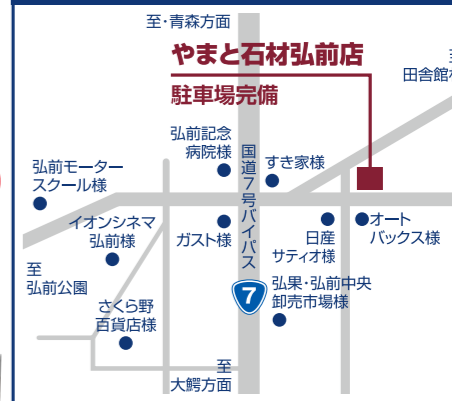 至・青森方面
やまと石材弘前店
駐車場完備
田舎館
弘前記念
病院様
国道7号バイパス
すき家様
弘前モーター
スクール様
イオンシネマ
弘前様
ガスト様
日産
サティオ様
オート
バックス様
至
弘前公園
さくら野
百貨店様
7
弘果・弘前中央
卸売市場様
至
大鰐方面